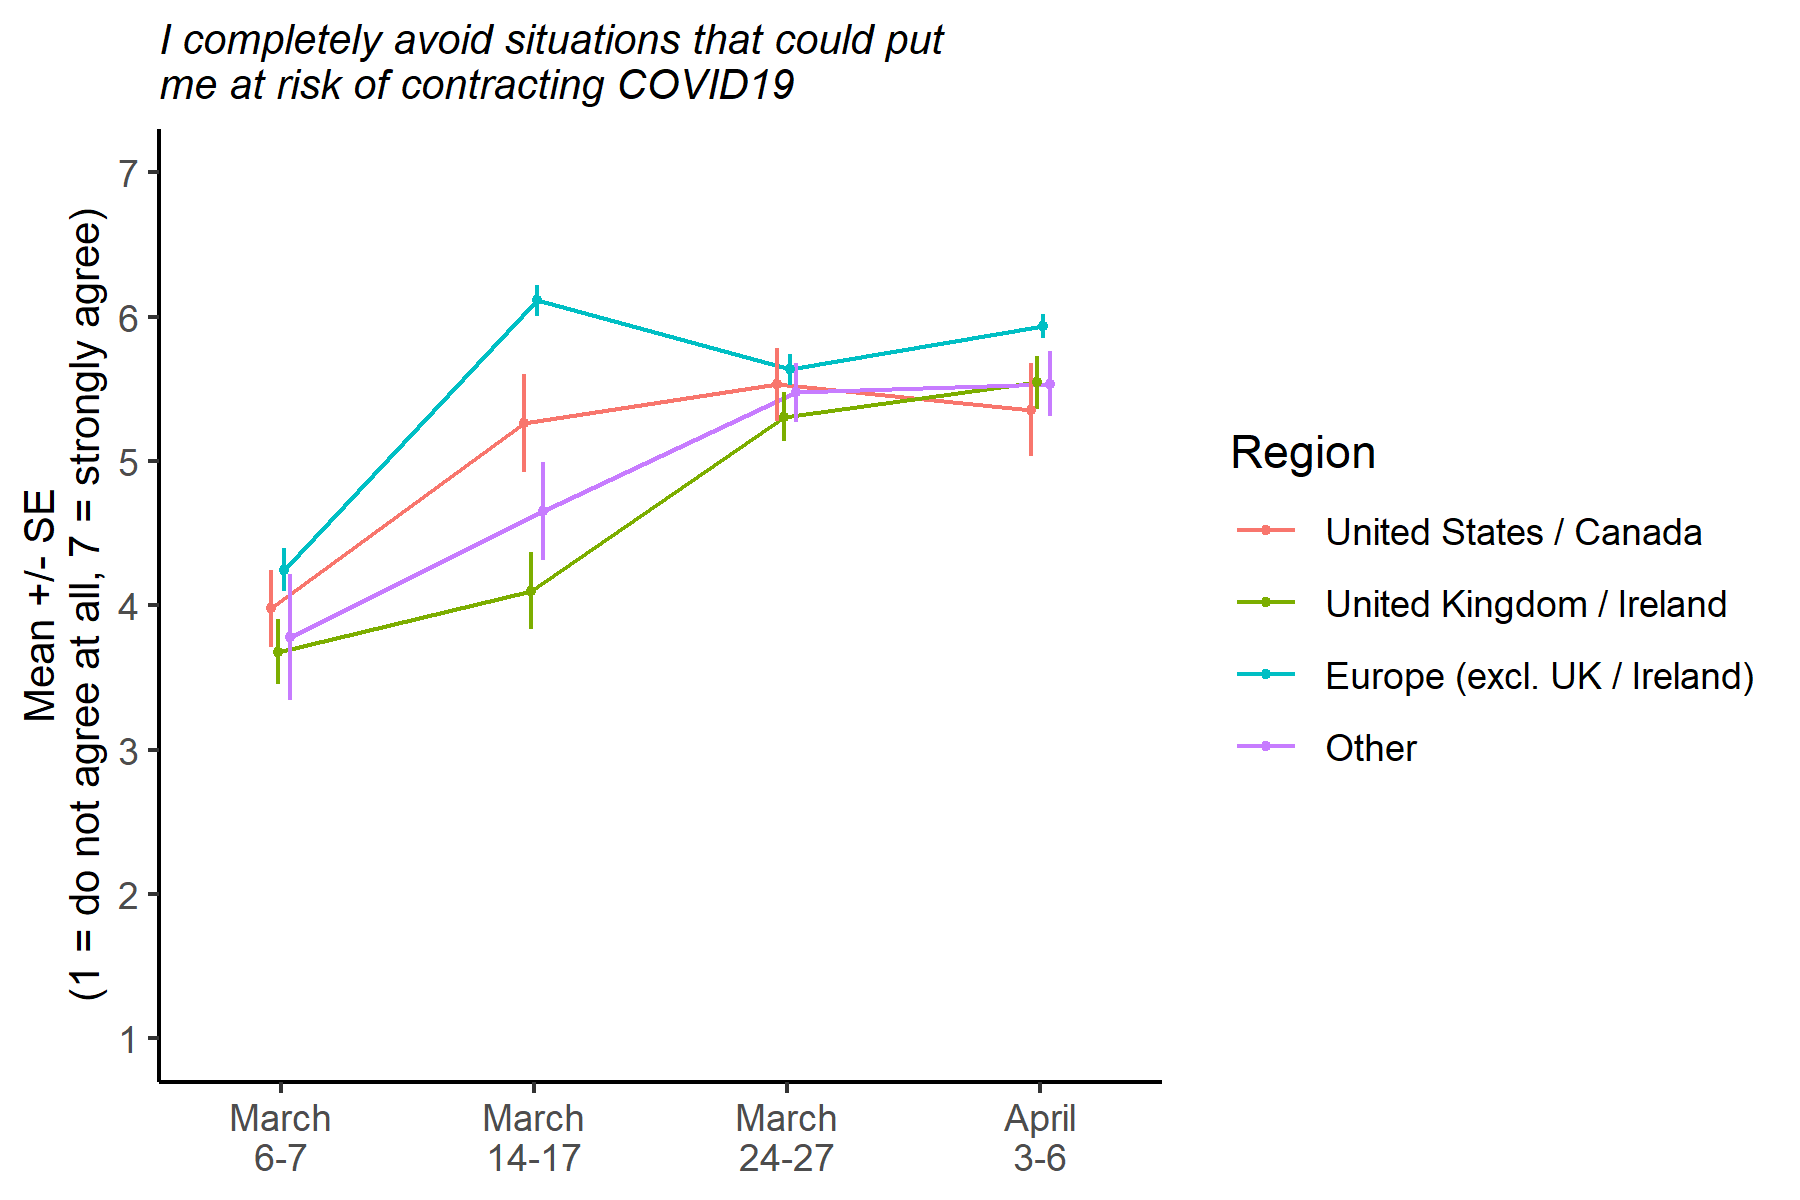 I completely avoid situations that could put
me at risk of contracting COVID19
Mean +/- SE
(1 = do not agree at all, 7 = strongly agree)
7
6
5
4
3
2
1
March
6-7
March
14-17
March
24-27
April
3-6
Region
United States / Canada
United Kingdom / Ireland
Europe (excl. UK / Ireland)
Other